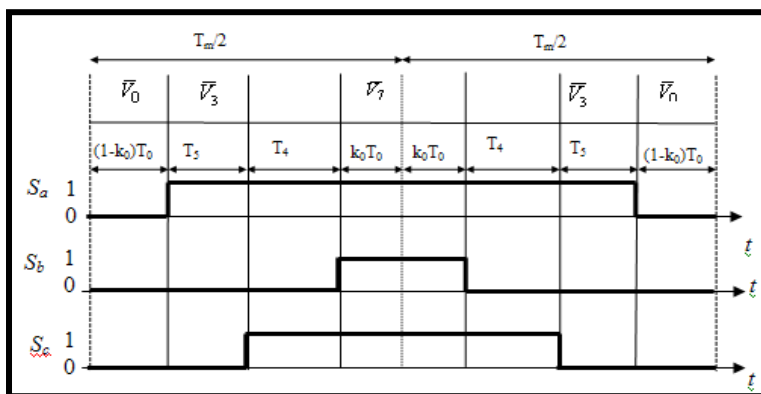 Tm/2 Tm/2
V̅0 V̅3 V̅7 V̅3 V̅0
(1-k0)T0 T5 T4 k0T0 k0T0 T4 T5 (1-k0)T0
Sa 1
0
t
Sb 1
0
t
Sc 1
0
t